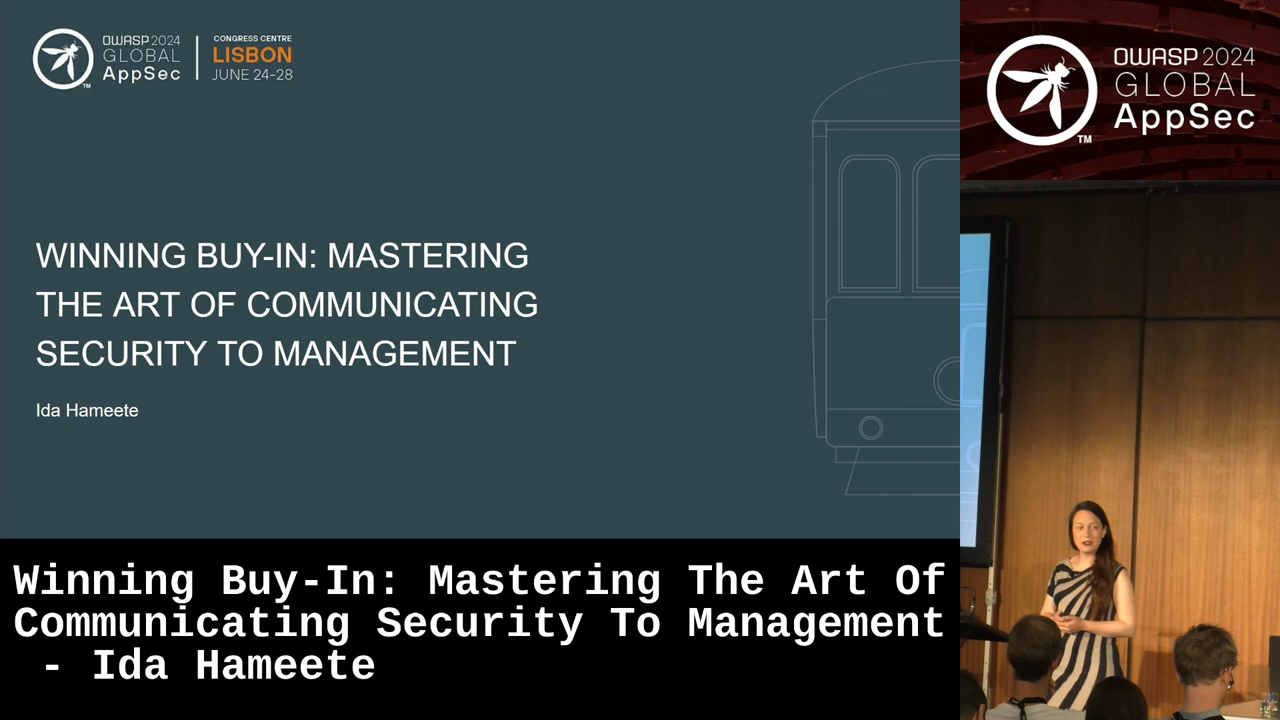 OWASP 2024
GLOBAL
AppSec
TM
CONGRESS CENTRE
LISBON
JUNE 24-28
WINNING BUY-IN: MASTERING
THE ART OF COMMUNICATING
SECURITY TO MANAGEMENT
Ida Hameete
Winning Buy-In: Mastering The Art Of
Communicating Security To Management
- Ida Hameete
OWASP 2024
GLOBAL
AppSec
TM